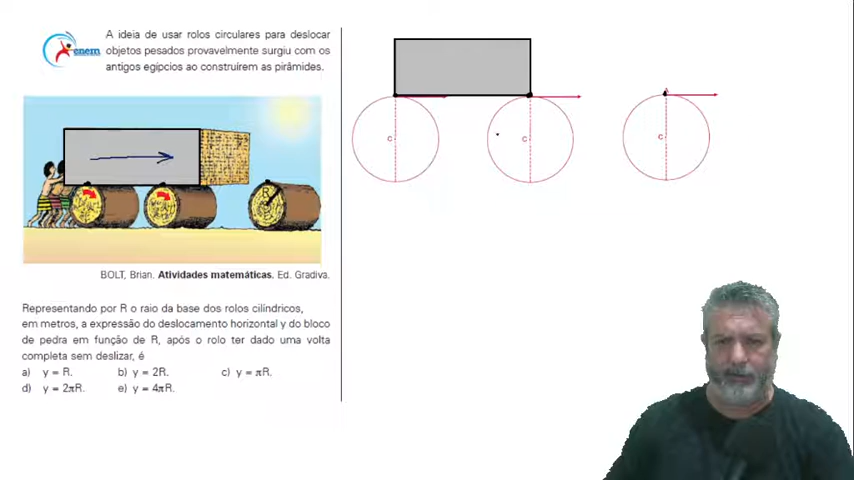 A ideia de usar rolos circulares para deslocar
enem
objetos pesados provavelmente surgiu com os
antigos egípcios ao construírem as pirâmides.
R
BOLT, Brian. Atividades matemáticas. Ed. Gradiva.
Representando por R o raio da base dos rolos cilíndricos,
em metros, a expressão do deslocamento horizontal y do bloco
de pedra em função de R, após o rolo ter dado uma volta
completa sem deslizar, é
a) y = R. b) y = 2R. c) y = πR.
d) y = 2πR. e) y = 4πR.
C C C